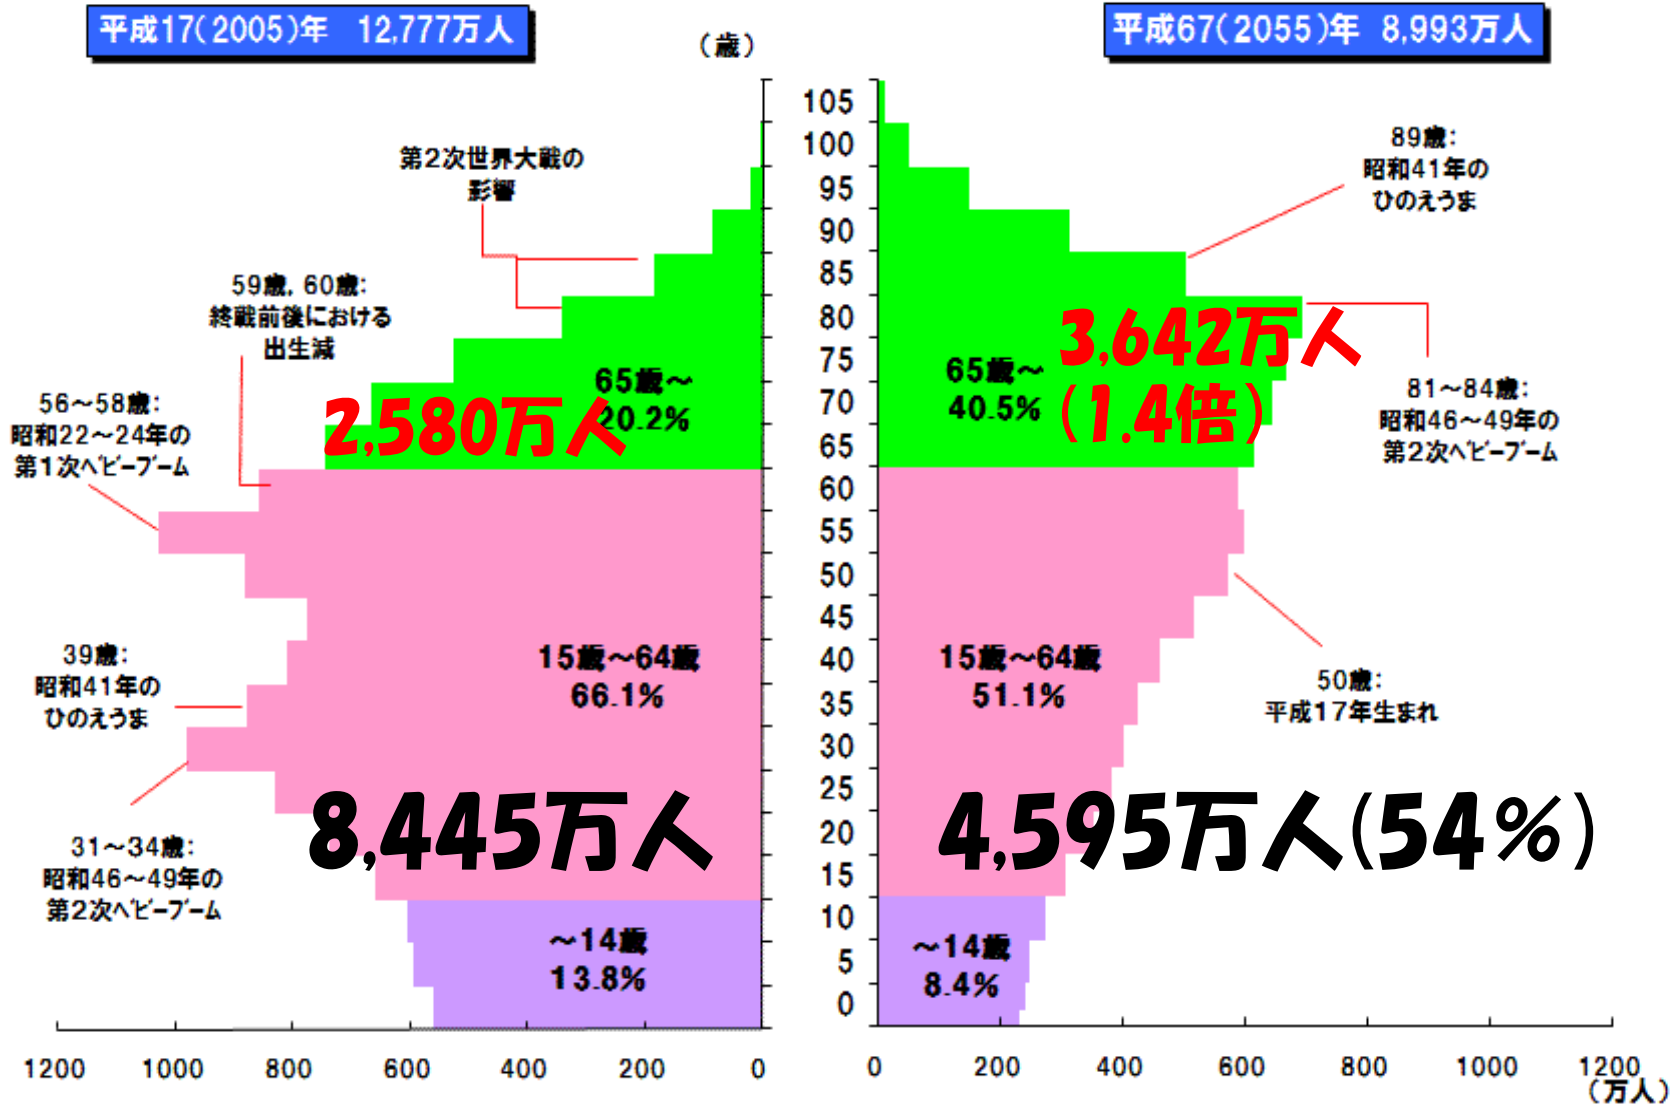 平成17(2005)年 12,777万人
(歳)
第2次世界大戦の
影響
59歳, 60歳:
終戦前後における
出生減
56〜58歳:
昭和22〜24年の
第1次ベビーブーム
65歳〜
20.2%
2,580万人
39歳:
昭和41年の
ひのえうま
15歳〜64歳
66.1%
31〜34歳:
昭和46〜49年の
第2次ベビーブーム
8,445万人
〜14歳
13.8%
1200 1000 800 600 400 200 0
105
100
95
90
85
80
75
70
65
60
55
50
45
40
35
30
25
20
15
10
5
0
平成67(2055)年 8,993万人
89歳:
昭和41年の
ひのえうま
3,642万人
(1.4倍)
65歳〜
40.5%
81〜84歳:
昭和46〜49年の
第2次ベビーブーム
15歳〜64歳
51.1%
50歳:
平成17年生まれ
4,595万人(54%)
〜14歳
8.4%
0 200 400 600 800 1000 1200
(万人)